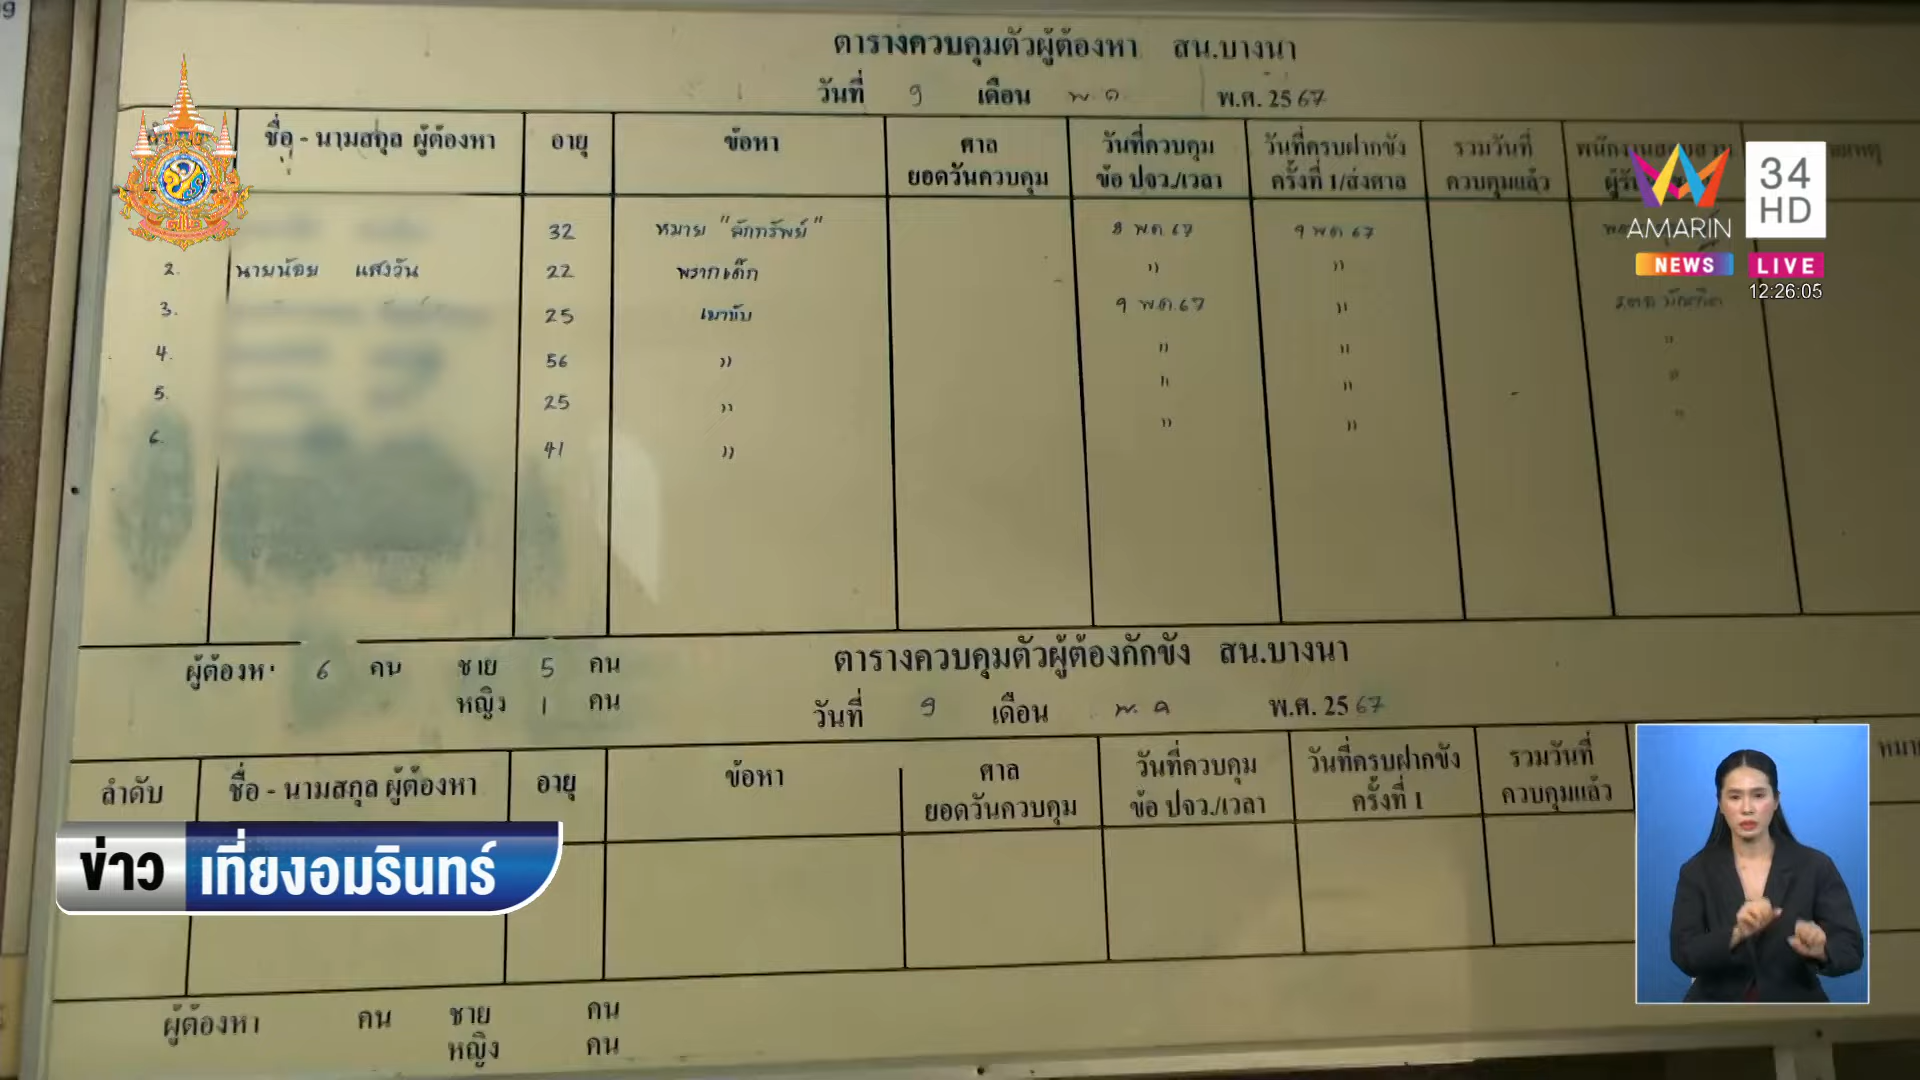 ตารางควบคุมตัวผู้ต้องหา สน.บางนา
วันที่ 9 เดือน พ.ค. พ.ศ. 2567
ชื่อ - นามสกุล ผู้ต้องหา อายุ ข้อหา ศาล ยอดวันควบคุม วันที่ควบคุม ข้อ ปจว./เวลา วันที่ครบฝากขัง ครั้งที่ 1/ส่งศาล รวมวันที่ ควบคุมแล้ว
32 หมาย "ลักทรัพย์" 8 พค 67 9 พค 67
2. นายน้อย แสงวัน 22 พรากเด็ก " "
3. 25 เมาขับ 9 พค.67 "
4. 56 " " " "
5. 25 " " " "
6. 41 " " " "
ผู้ต้องห 6 คน ชาย 5 คน
หญิง 1 คน
ตารางควบคุมตัวผู้ต้องกักขัง สน.บางนา
วันที่ 9 เดือน พ.ค พ.ศ. 2567
ลำดับ ชื่อ - นามสกุล ผู้ต้องหา อายุ ข้อหา ศาล ยอดวันควบคุม วันที่ควบคุม ข้อ ปจว./เวลา วันที่ครบฝากขัง ครั้งที่ 1 รวมวันที่ ควบคุมแล้ว หมาย
ผู้ต้องหา คน ชาย คน
หญิง คน
AMARIN
34
HD
NEWS LIVE
12:26:05
ข่าว เที่ยงอมรินทร์